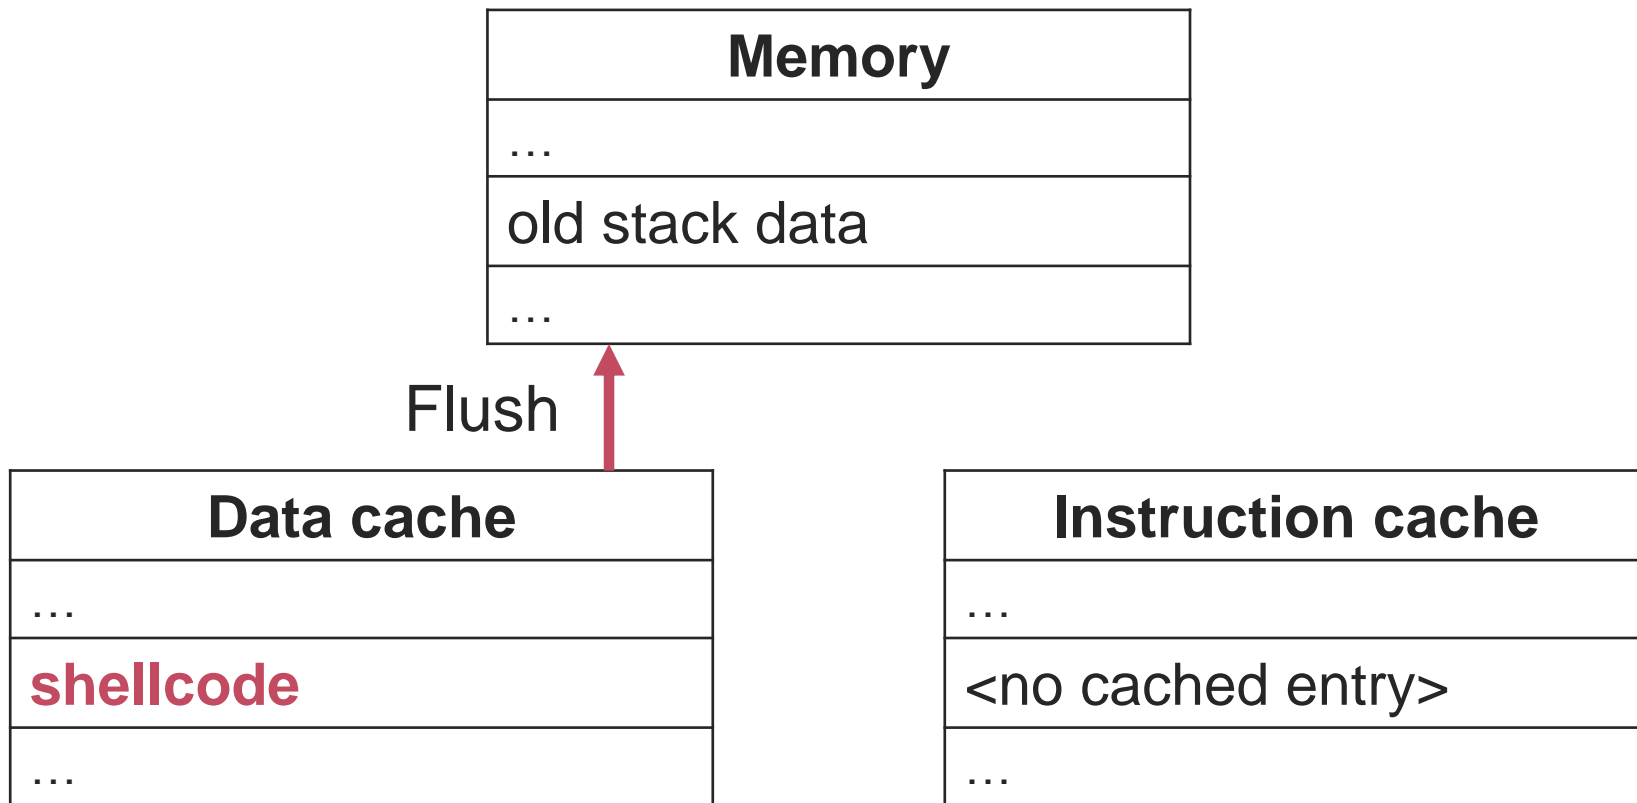 Memory
...
old stack data
...
Flush
Data cache
...
shellcode
...
Instruction cache
...
<no cached entry>
...